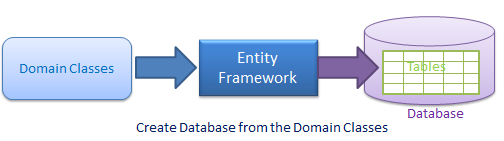 Domain Classes
Entity
Framework
Tables
Database
Create Database from the Domain Classes